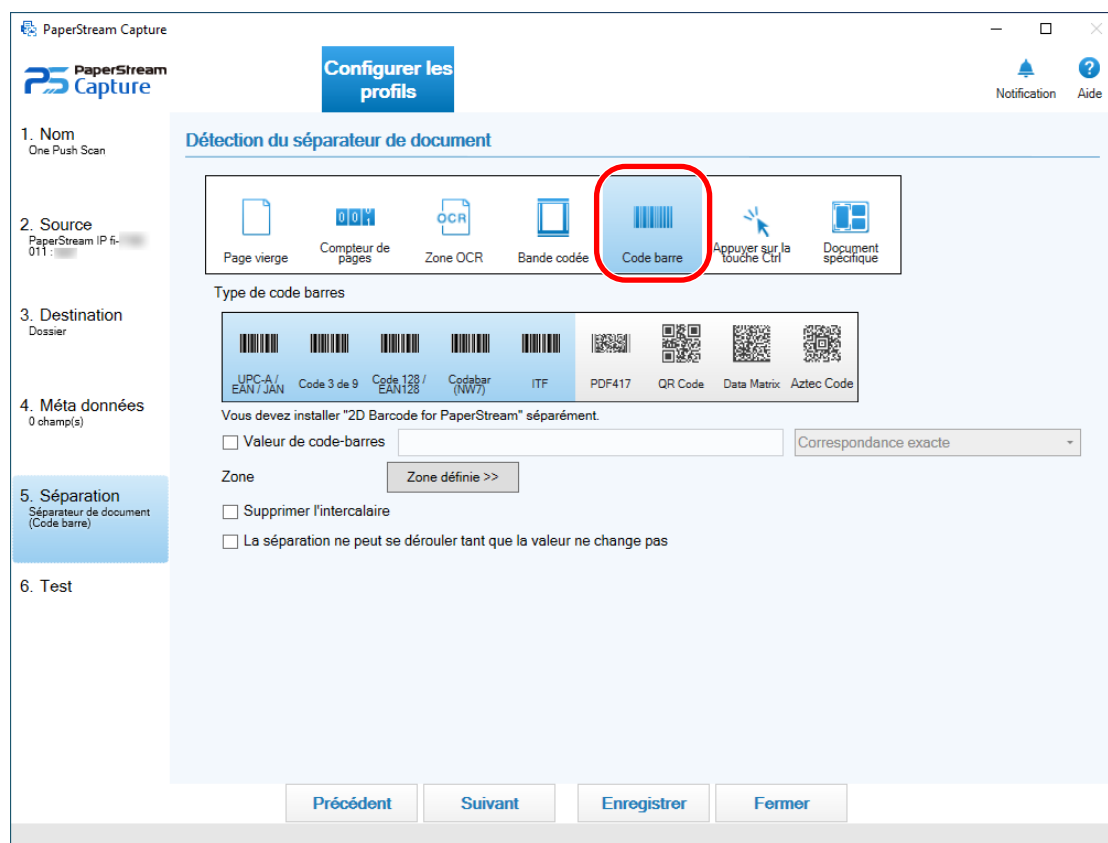 PaperStream Capture
PaperStream
Capture
Configurer les
profils
Notification
Aide
1. Nom
One Push Scan
2. Source
PaperStream IP fi-
011 :
3. Destination
Dossier
4. Méta données
0 champ(s)
5. Séparation
Séparateur de document
(Code barre)
6. Test
Détection du séparateur de document
Page vierge
001
Compteur de
pages
OCR
Zone OCR
Bande codée
Code barre
Appuyer sur la
touche Ctrl
Document
spécifique
Type de code barres
UPC-A /
EAN / JAN
Code 3 de 9
Code 128 /
EAN128
Codabar
(NW7)
ITF
PDF417
QR Code
Data Matrix
Aztec Code
Vous devez installer "2D Barcode for PaperStream" séparément.
Valeur de code-barres
Correspondance exacte
Zone
Zone définie >>
Supprimer l'intercalaire
La séparation ne peut se dérouler tant que la valeur ne change pas
Précédent
Suivant
Enregistrer
Fermer